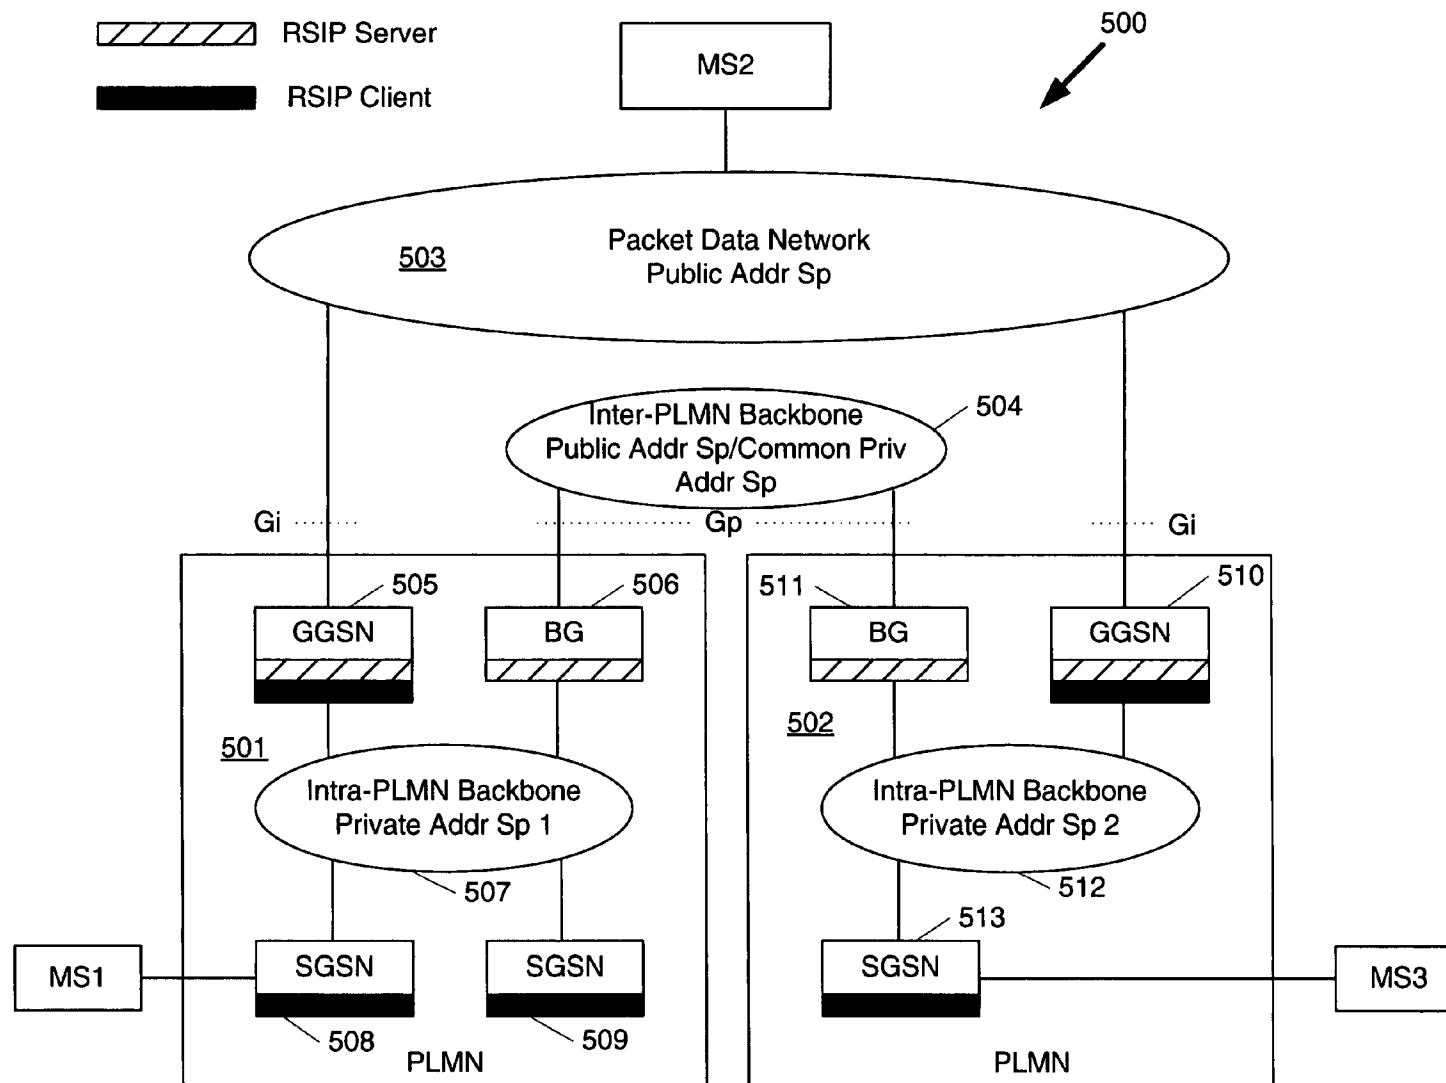 RSIP Server
RSIP Client
MS2
500
503
Packet Data Network
Public Addr Sp
Inter-PLMN Backbone
Public Addr Sp/Common Priv
Addr Sp
504
Gi
Gp
Gi
505
506
511
510
GGSN
BG
BG
GGSN
501
502
Intra-PLMN Backbone
Private Addr Sp 1
Intra-PLMN Backbone
Private Addr Sp 2
507
512
513
MS1
SGSN
SGSN
SGSN
MS3
508
509
PLMN
PLMN